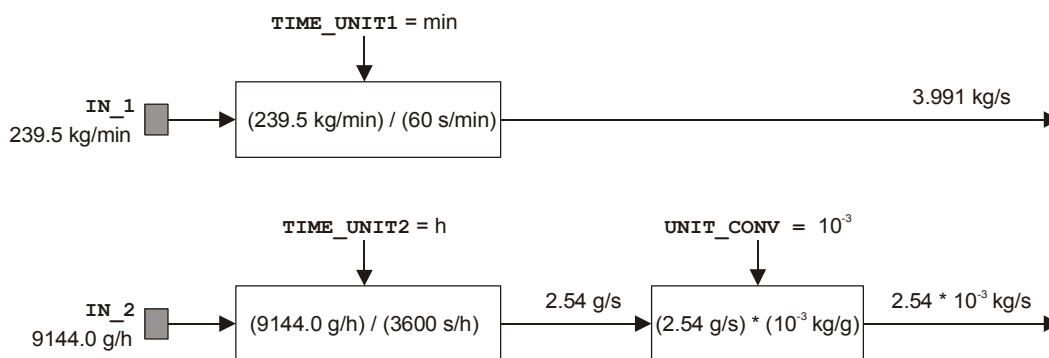 TIME_UNIT1 = min
IN_1
239.5 kg/min
(239.5 kg/min) / (60 s/min)
3.991 kg/s
TIME_UNIT2 = h
UNIT_CONV = 10⁻³
IN_2
9144.0 g/h
(9144.0 g/h) / (3600 s/h)
2.54 g/s
(2.54 g/s) * (10⁻³ kg/g)
2.54 * 10⁻³ kg/s